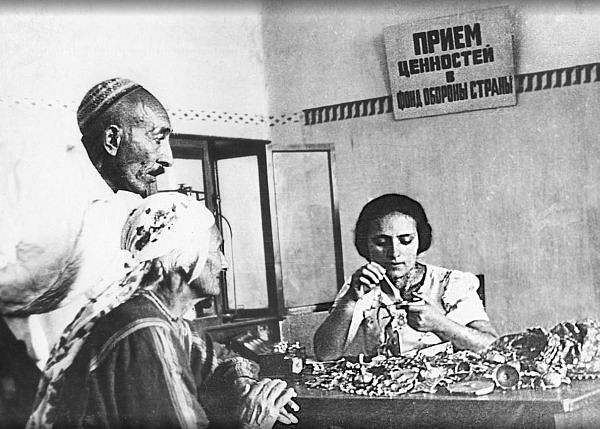 ПРИЕМ
ЦЕННОСТЕЙ
В
ФОНД ОБОРОНЫ СТРАНЫ